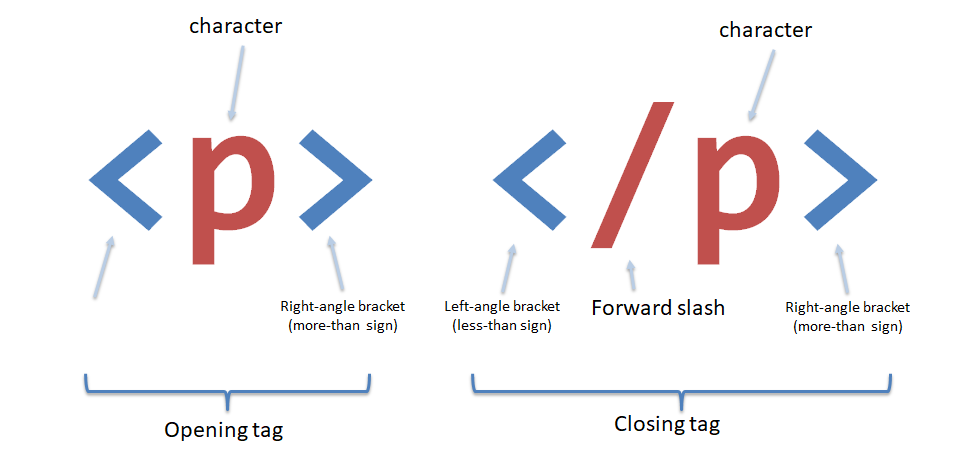 character
character
<p>
</p>
Right-angle bracket
(more-than sign)
Left-angle bracket
(less-than sign)
Forward slash
Right-angle bracket
(more-than sign)
Opening tag
Closing tag